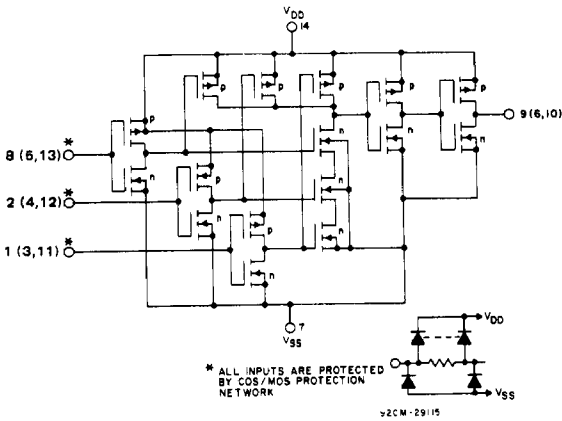 VDD
14
p
p
p
p
p
p
n
n
n
9(6,10)
8 (5,13)
*
n
p
n
2 (4,12)
*
n
p
n
1 (3,11)
*
n
7
VSS
VDD
* ALL INPUTS ARE PROTECTED
BY COS/MOS PROTECTION
NETWORK
VSS
92CM-29115